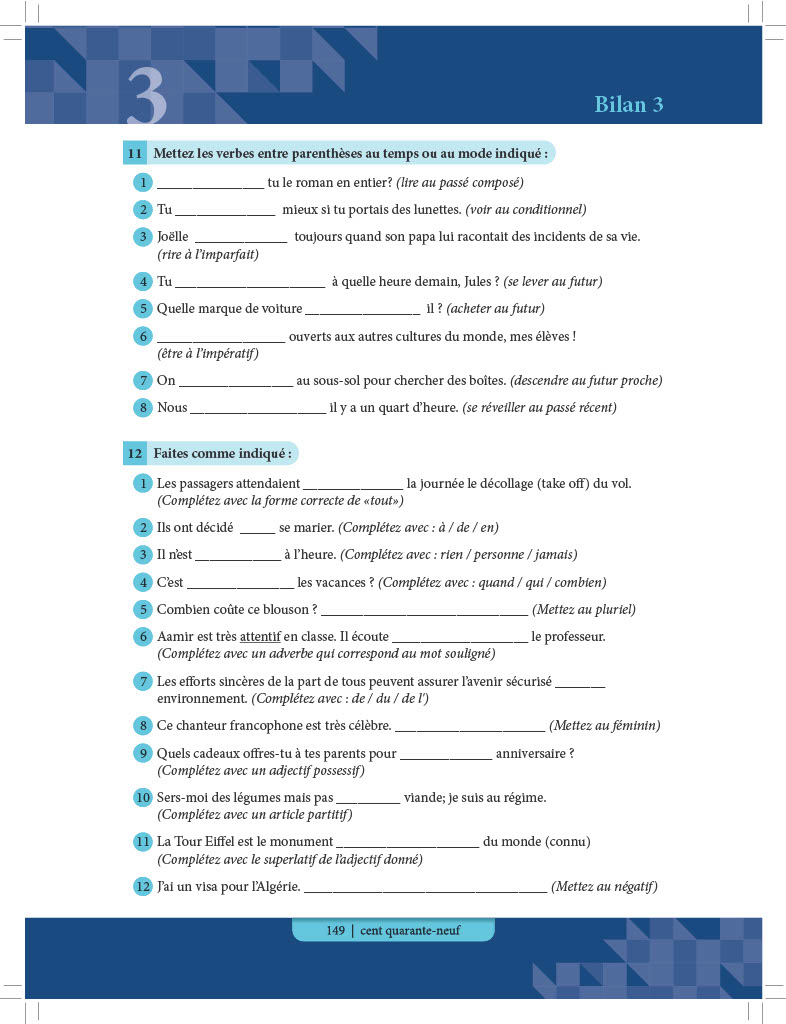 3
Bilan 3
11 Mettez les verbes entre parenthèses au temps ou au mode indiqué :
1 _______________ tu le roman en entier? (lire au passé composé)
2 Tu ______________ mieux si tu portais des lunettes. (voir au conditionnel)
3 Joëlle _____________ toujours quand son papa lui racontait des incidents de sa vie.
(rire à l'imparfait)
4 Tu _____________________ à quelle heure demain, Jules ? (se lever au futur)
5 Quelle marque de voiture ________________ il ? (acheter au futur)
6 __________________ ouverts aux autres cultures du monde, mes élèves !
(être à l'impératif)
7 On ________________ au sous-sol pour chercher des boîtes. (descendre au futur proche)
8 Nous ___________________ il y a un quart d'heure. (se réveiller au passé récent)
12 Faites comme indiqué :
1 Les passagers attendaient ______________ la journée le décollage (take off) du vol.
(Complétez avec la forme correcte de «tout»)
2 Ils ont décidé _____ se marier. (Complétez avec : à / de / en)
3 Il n'est ____________ à l'heure. (Complétez avec : rien / personne / jamais)
4 C'est _______________ les vacances ? (Complétez avec : quand / qui / combien)
5 Combien coûte ce blouson ? _____________________________ (Mettez au pluriel)
6 Aamir est très attentif en classe. Il écoute ___________________ le professeur.
(Complétez avec un adverbe qui correspond au mot souligné)
7 Les efforts sincères de la part de tous peuvent assurer l'avenir sécurisé _______
environnement. (Complétez avec : de / du / de l')
8 Ce chanteur francophone est très célèbre. _____________________ (Mettez au féminin)
9 Quels cadeaux offres-tu à tes parents pour _____________ anniversaire ?
(Complétez avec un adjectif possessif)
10 Sers-moi des légumes mais pas _________ viande; je suis au régime.
(Complétez avec un article partitif)
11 La Tour Eiffel est le monument ____________________ du monde (connu)
(Complétez avec le superlatif de l'adjectif donné)
12 J'ai un visa pour l'Algérie. __________________________________ (Mettez au négatif)
149 | cent quarante-neuf